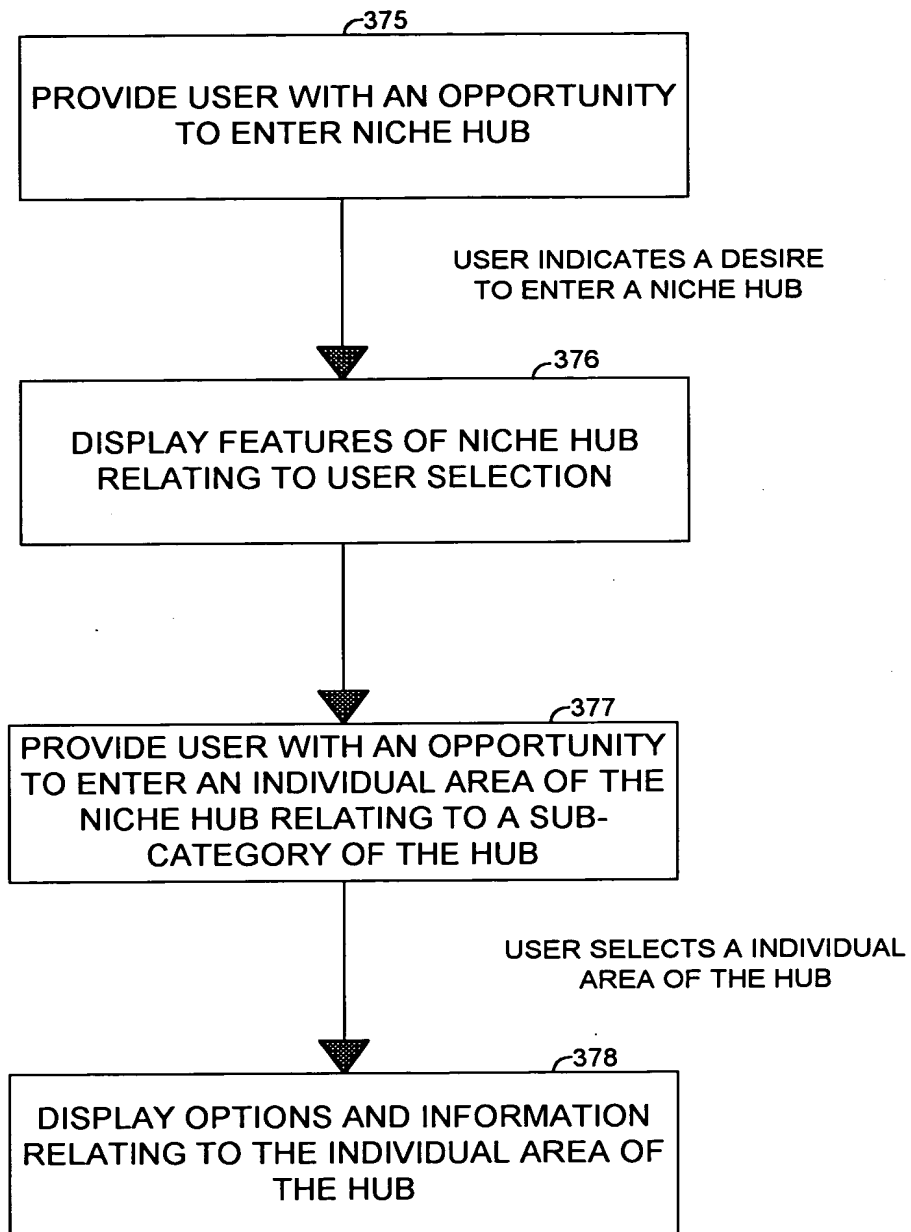 375
PROVIDE USER WITH AN OPPORTUNITY
TO ENTER NICHE HUB
USER INDICATES A DESIRE
TO ENTER A NICHE HUB
376
DISPLAY FEATURES OF NICHE HUB
RELATING TO USER SELECTION
377
PROVIDE USER WITH AN OPPORTUNITY
TO ENTER AN INDIVIDUAL AREA OF THE
NICHE HUB RELATING TO A SUB-
CATEGORY OF THE HUB
USER SELECTS A INDIVIDUAL
AREA OF THE HUB
378
DISPLAY OPTIONS AND INFORMATION
RELATING TO THE INDIVIDUAL AREA OF
THE HUB